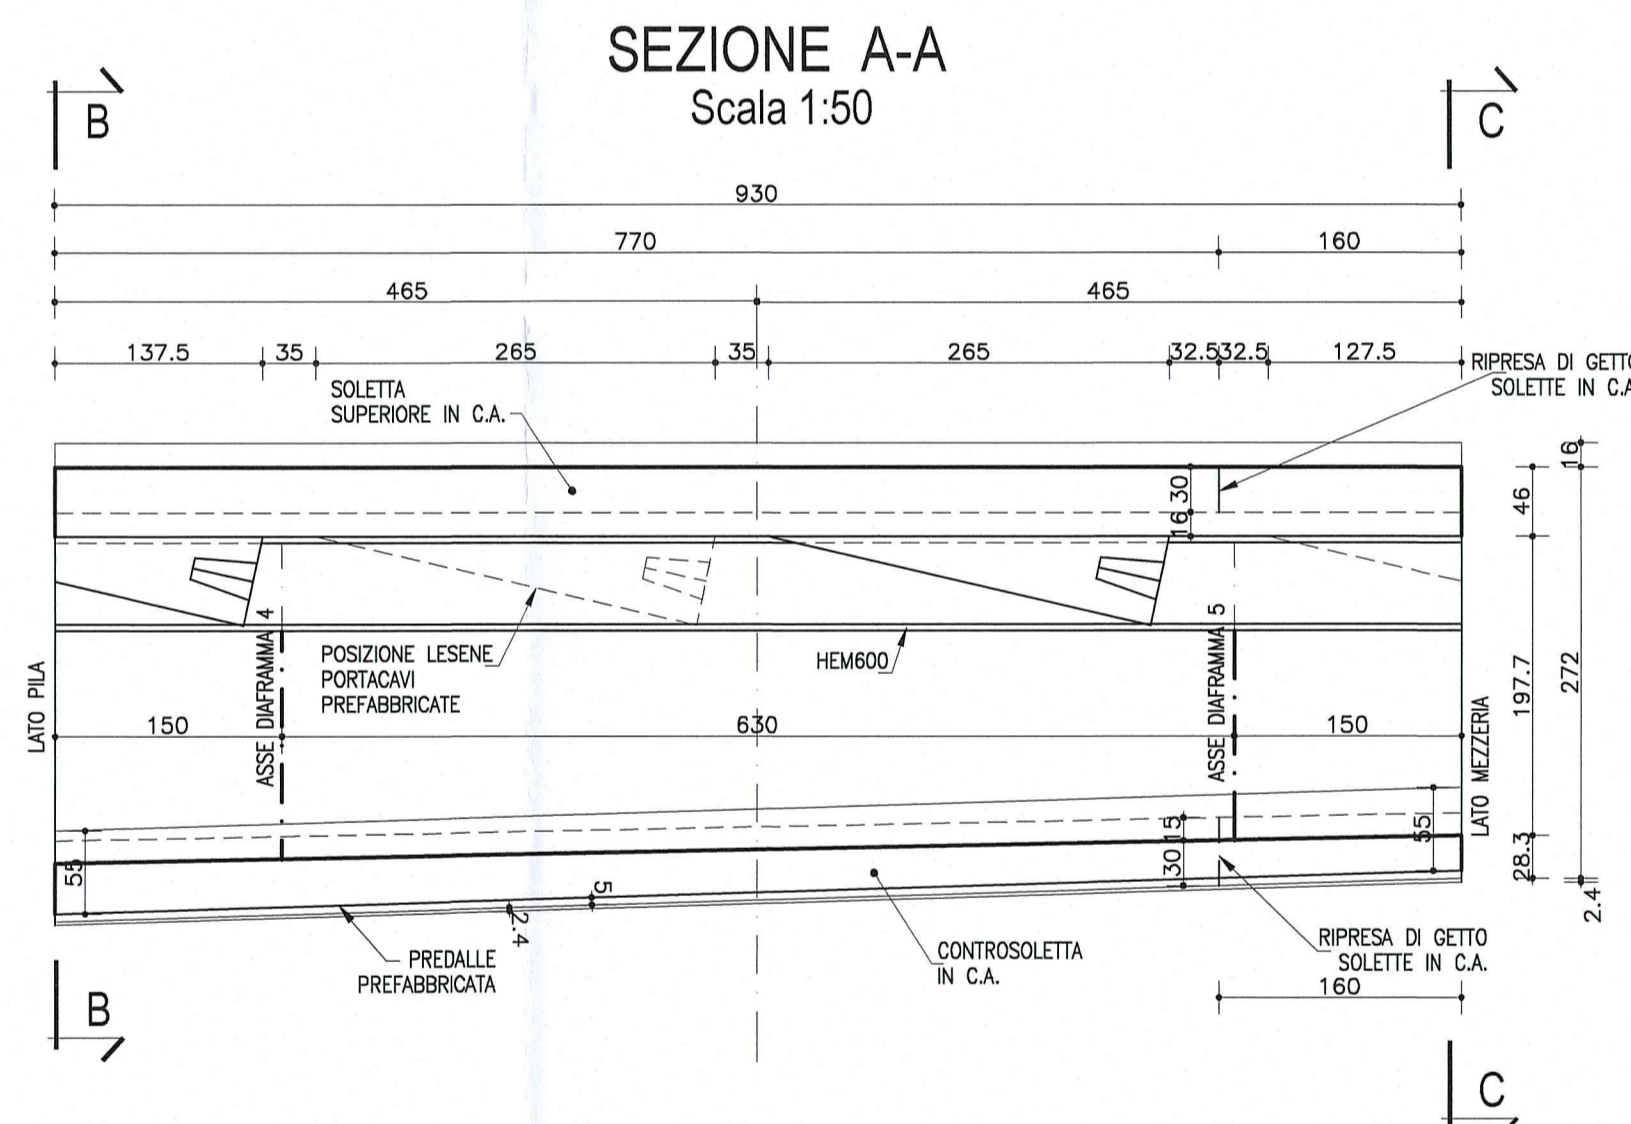 SEZIONE A-A
Scala 1:50
B
C
930
770
160
465
465
137.5
35
265
35
265
32.5
32.5
127.5
RIPRESA DI GETTO
SOLETTE IN C.A
SOLETTA
SUPERIORE IN C.A.
16
30
16
46
POSIZIONE LESENE
PORTACAVI
PREFABBRICATE
HEM600
ASSE DIAFRAMMA 4
ASSE DIAFRAMMA 5
LATO PILA
LATO MEZZERIA
197.7
272
150
630
150
55
15
30
55
28.3
2.4
5
2.4
PREDALLE
PREFABBRICATA
CONTROSOLETTA
IN C.A.
RIPRESA DI GETTO
SOLETTE IN C.A.
160
B
C